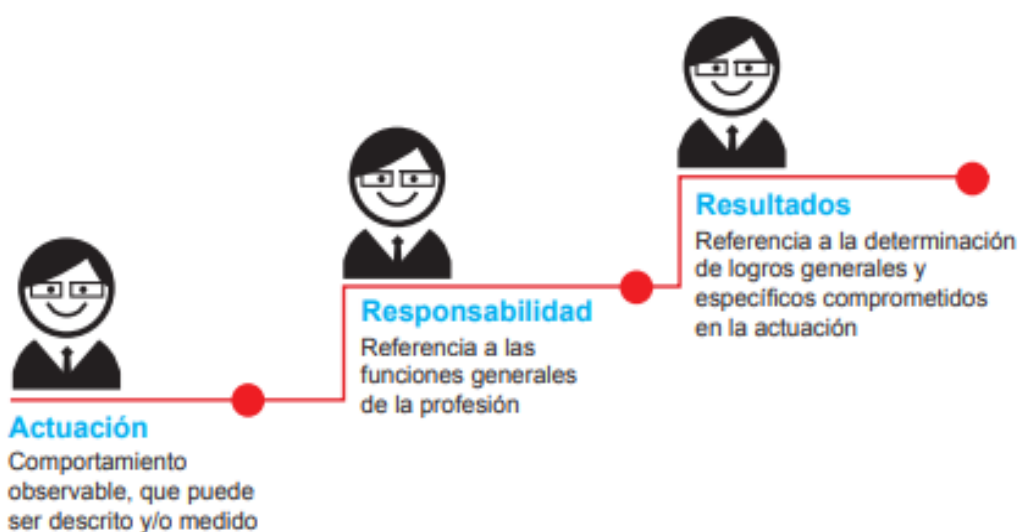 Actuación
Comportamiento
observable, que puede
ser descrito y/o medido
Responsabilidad
Referencia a las
funciones generales
de la profesión
Resultados
Referencia a la determinación
de logros generales y
específicos comprometidos
en la actuación